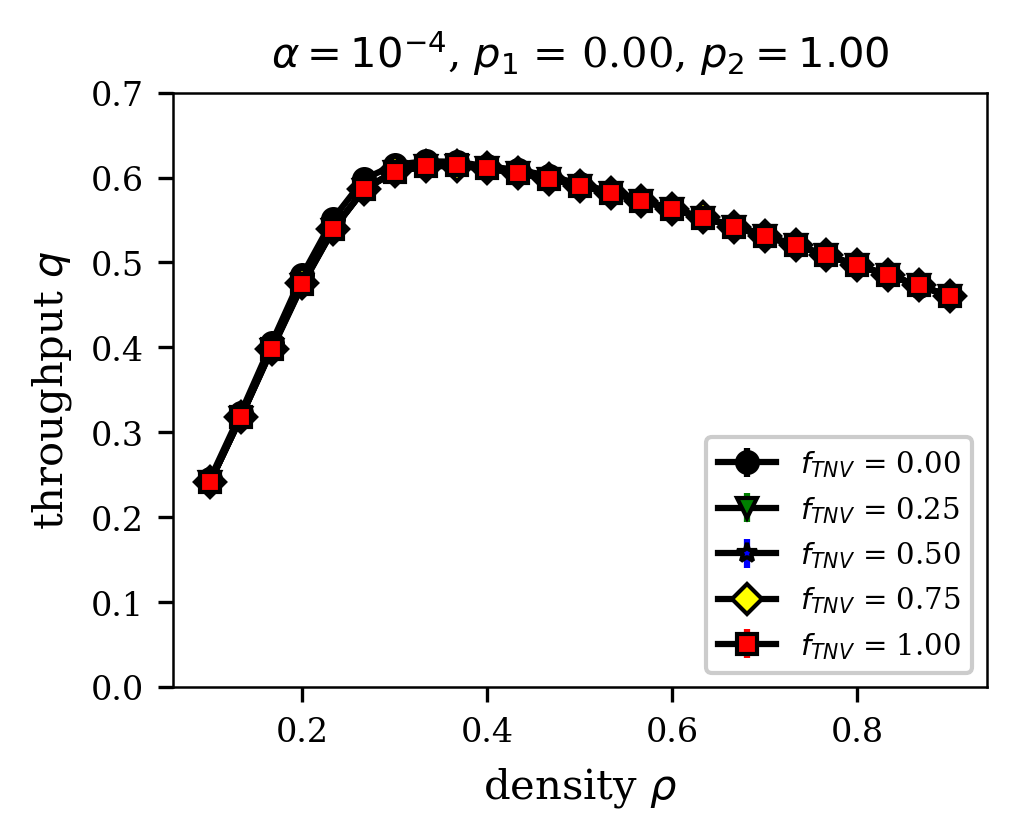 α = 10⁻⁴, p₁ = 0.00, p₂ = 1.00
throughput q
0.7
0.6
0.5
0.4
0.3
0.2
0.1
0.0
f_TNV = 0.00
f_TNV = 0.25
f_TNV = 0.50
f_TNV = 0.75
f_TNV = 1.00
0.2 0.4 0.6 0.8
density ρ